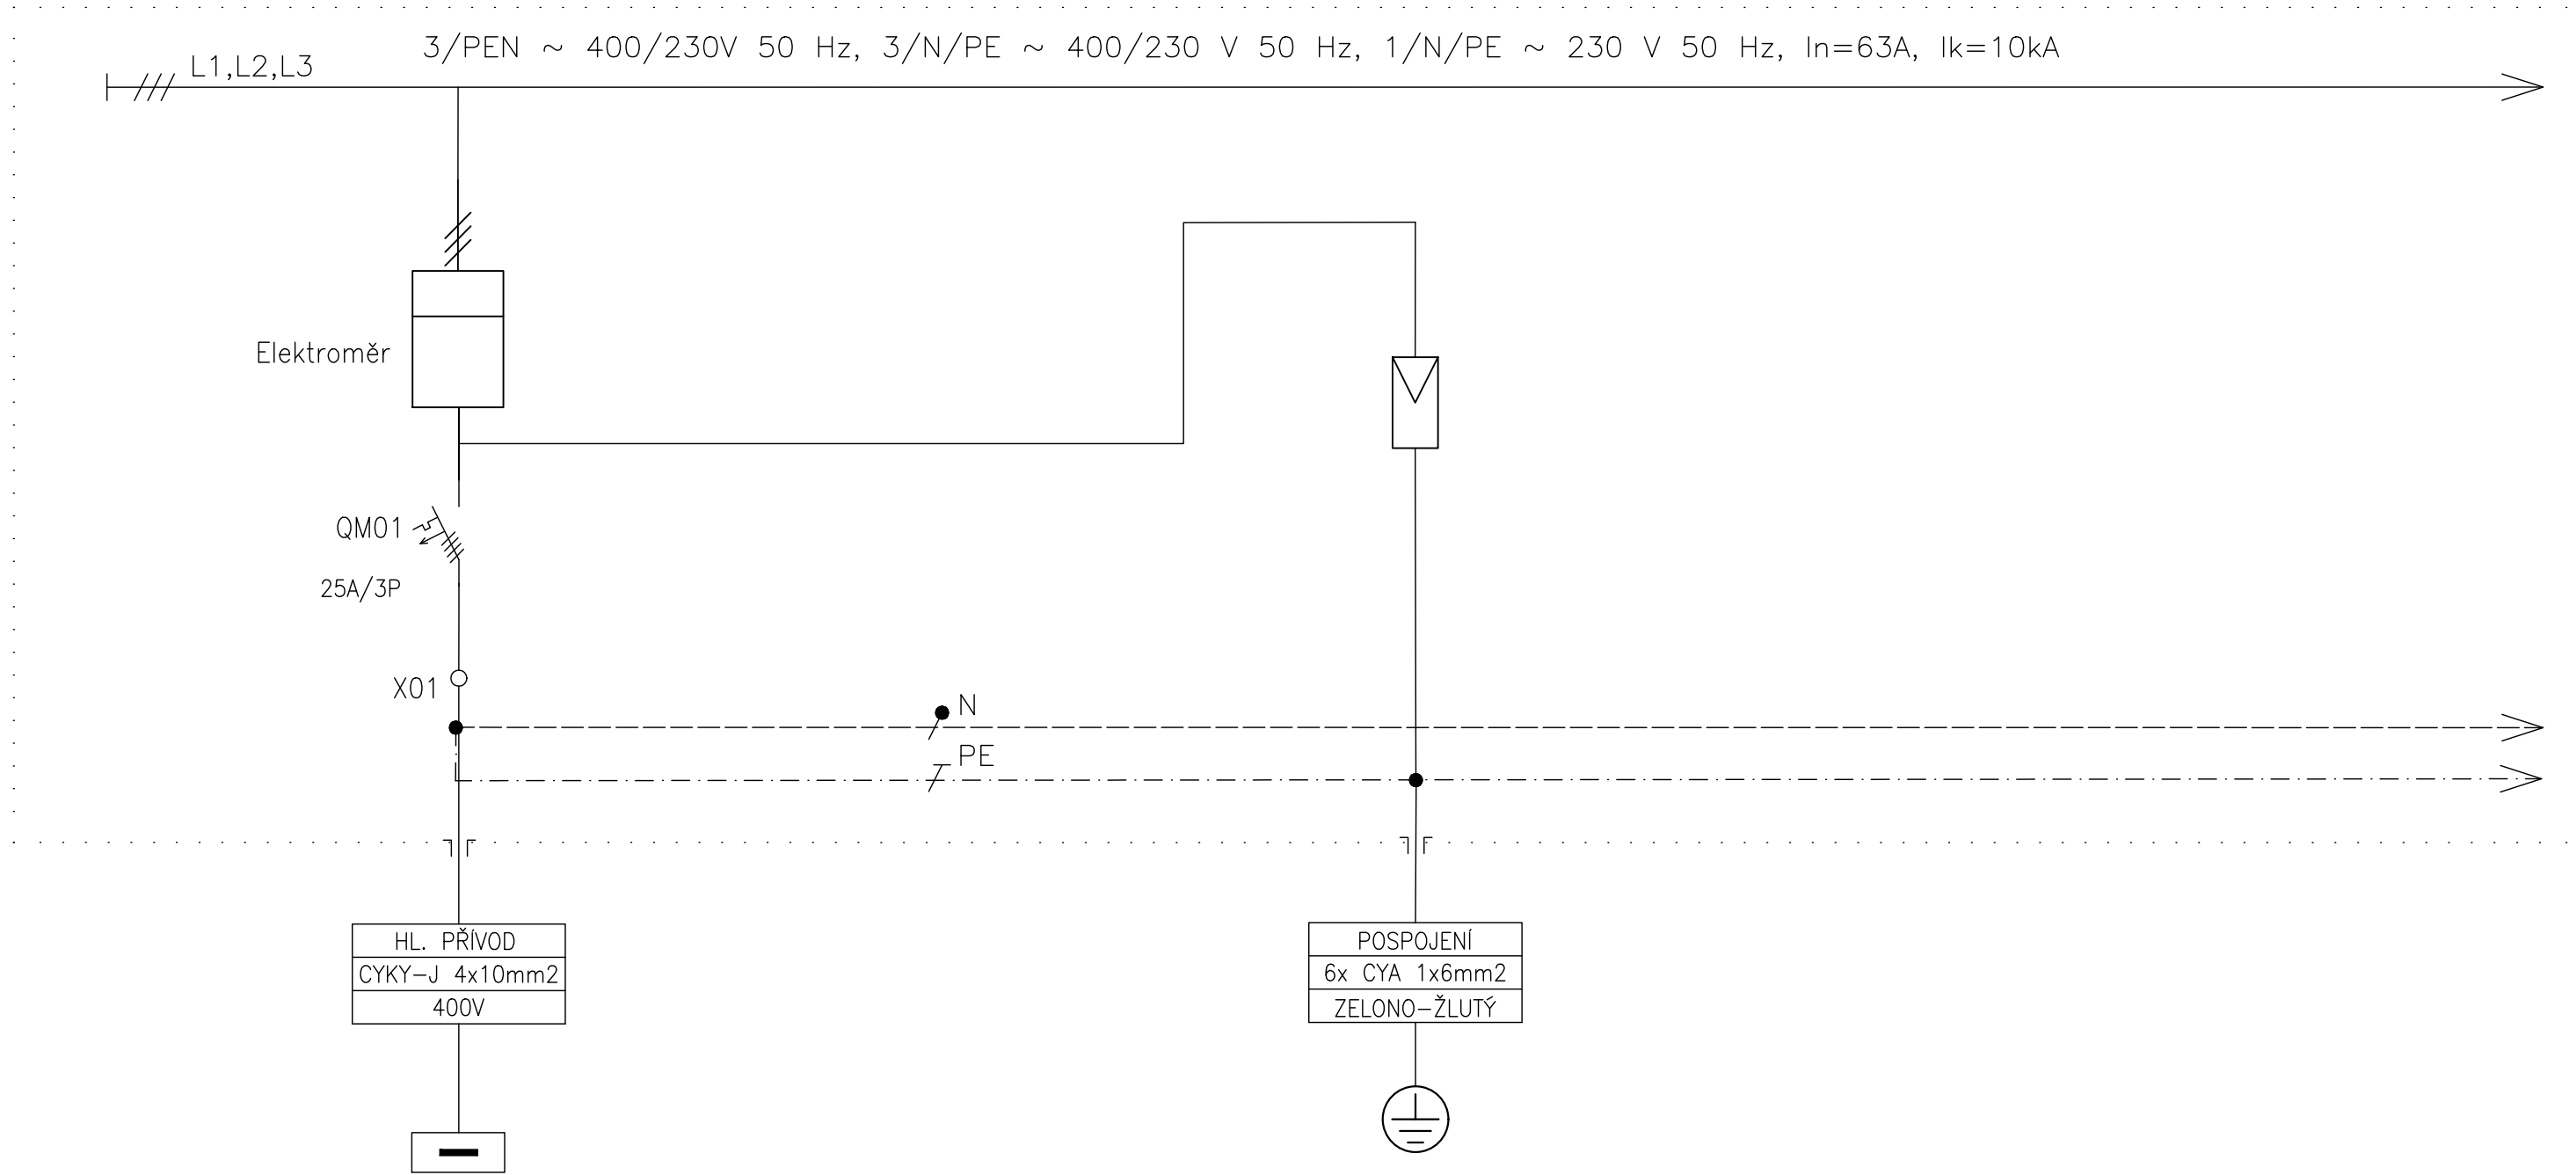 3/PEN ~ 400/230V 50 Hz, 3/N/PE ~ 400/230 V 50 Hz, 1/N/PE ~ 230 V 50 Hz, In=63A, Ik=10kA
L1,L2,L3
Elektroměr
QM01
25A/3P
X01
N
PE
HL. PŘÍVOD
CYKY-J 4x10mm2
400V
POSPOJENÍ
6x CYA 1x6mm2
ZELONO-ŽLUTÝ